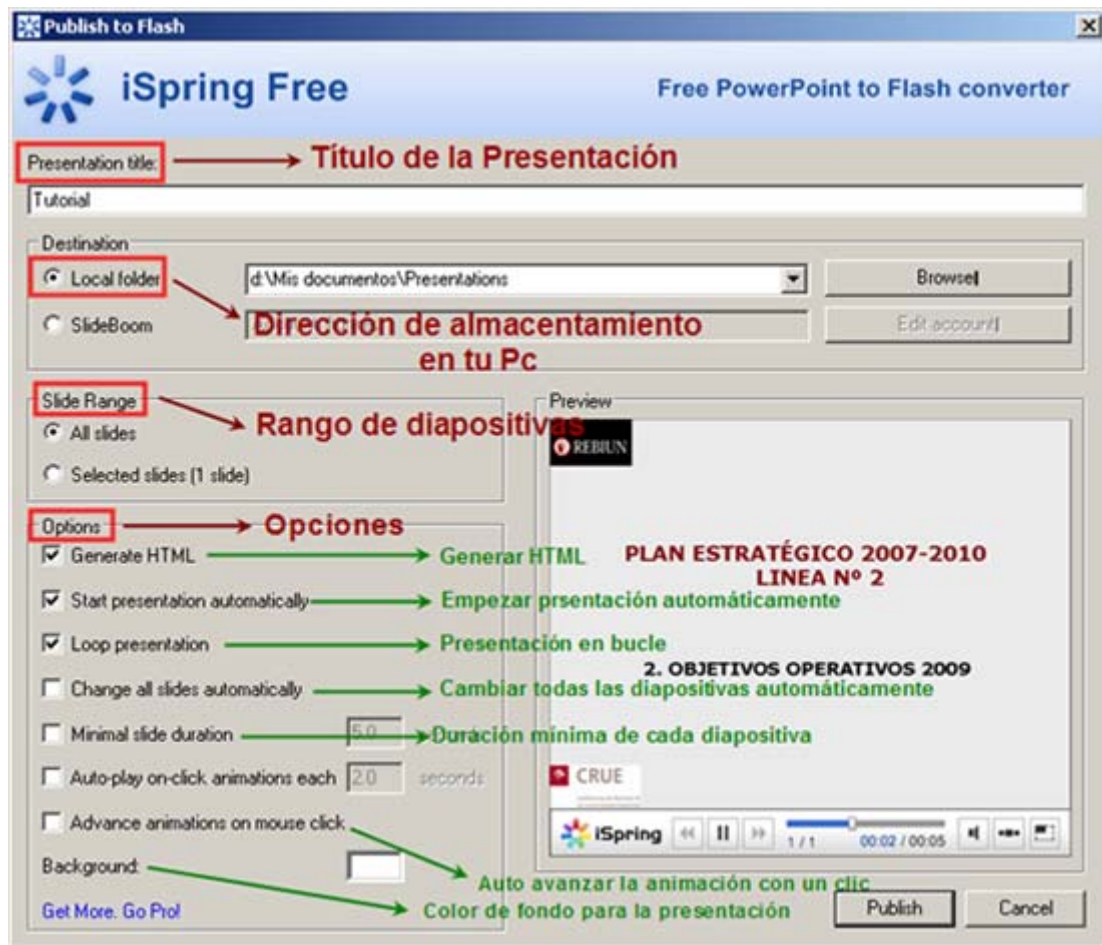 Publish to Flash
iSpring Free
Free PowerPoint to Flash converter
Presentation title:
Título de la Presentación
Tutorial
Destination
Local folder
d:\Mis documentos\Presentations
Browse
SlideBoom
Dirección de almacentamiento
en tu Pc
Edit account
Slide Range
Rango de diapositivas
All slides
Selected slides (1 slide)
Preview
REBIUN
Options
Opciones
Generate HTML
Generar HTML
PLAN ESTRATÉGICO 2007-2010
LINEA Nº 2
Start presentation automatically
Empezar prsentación automáticamente
Loop presentation
Presentación en bucle
2. OBJETIVOS OPERATIVOS 2009
Change all slides automatically
Cambiar todas las diapositivas automáticamente
Minimal slide duration
5.0
Duración mínima de cada diapositiva
Auto-play on-click animations each
2.0
seconds
CRUE
Advance animations on mouse click
iSpring
1 / 1
00:02 / 00:05
Background:
Auto avanzar la animación con un clic
Color de fondo para la presentación
Get More. Go Pro!
Publish
Cancel